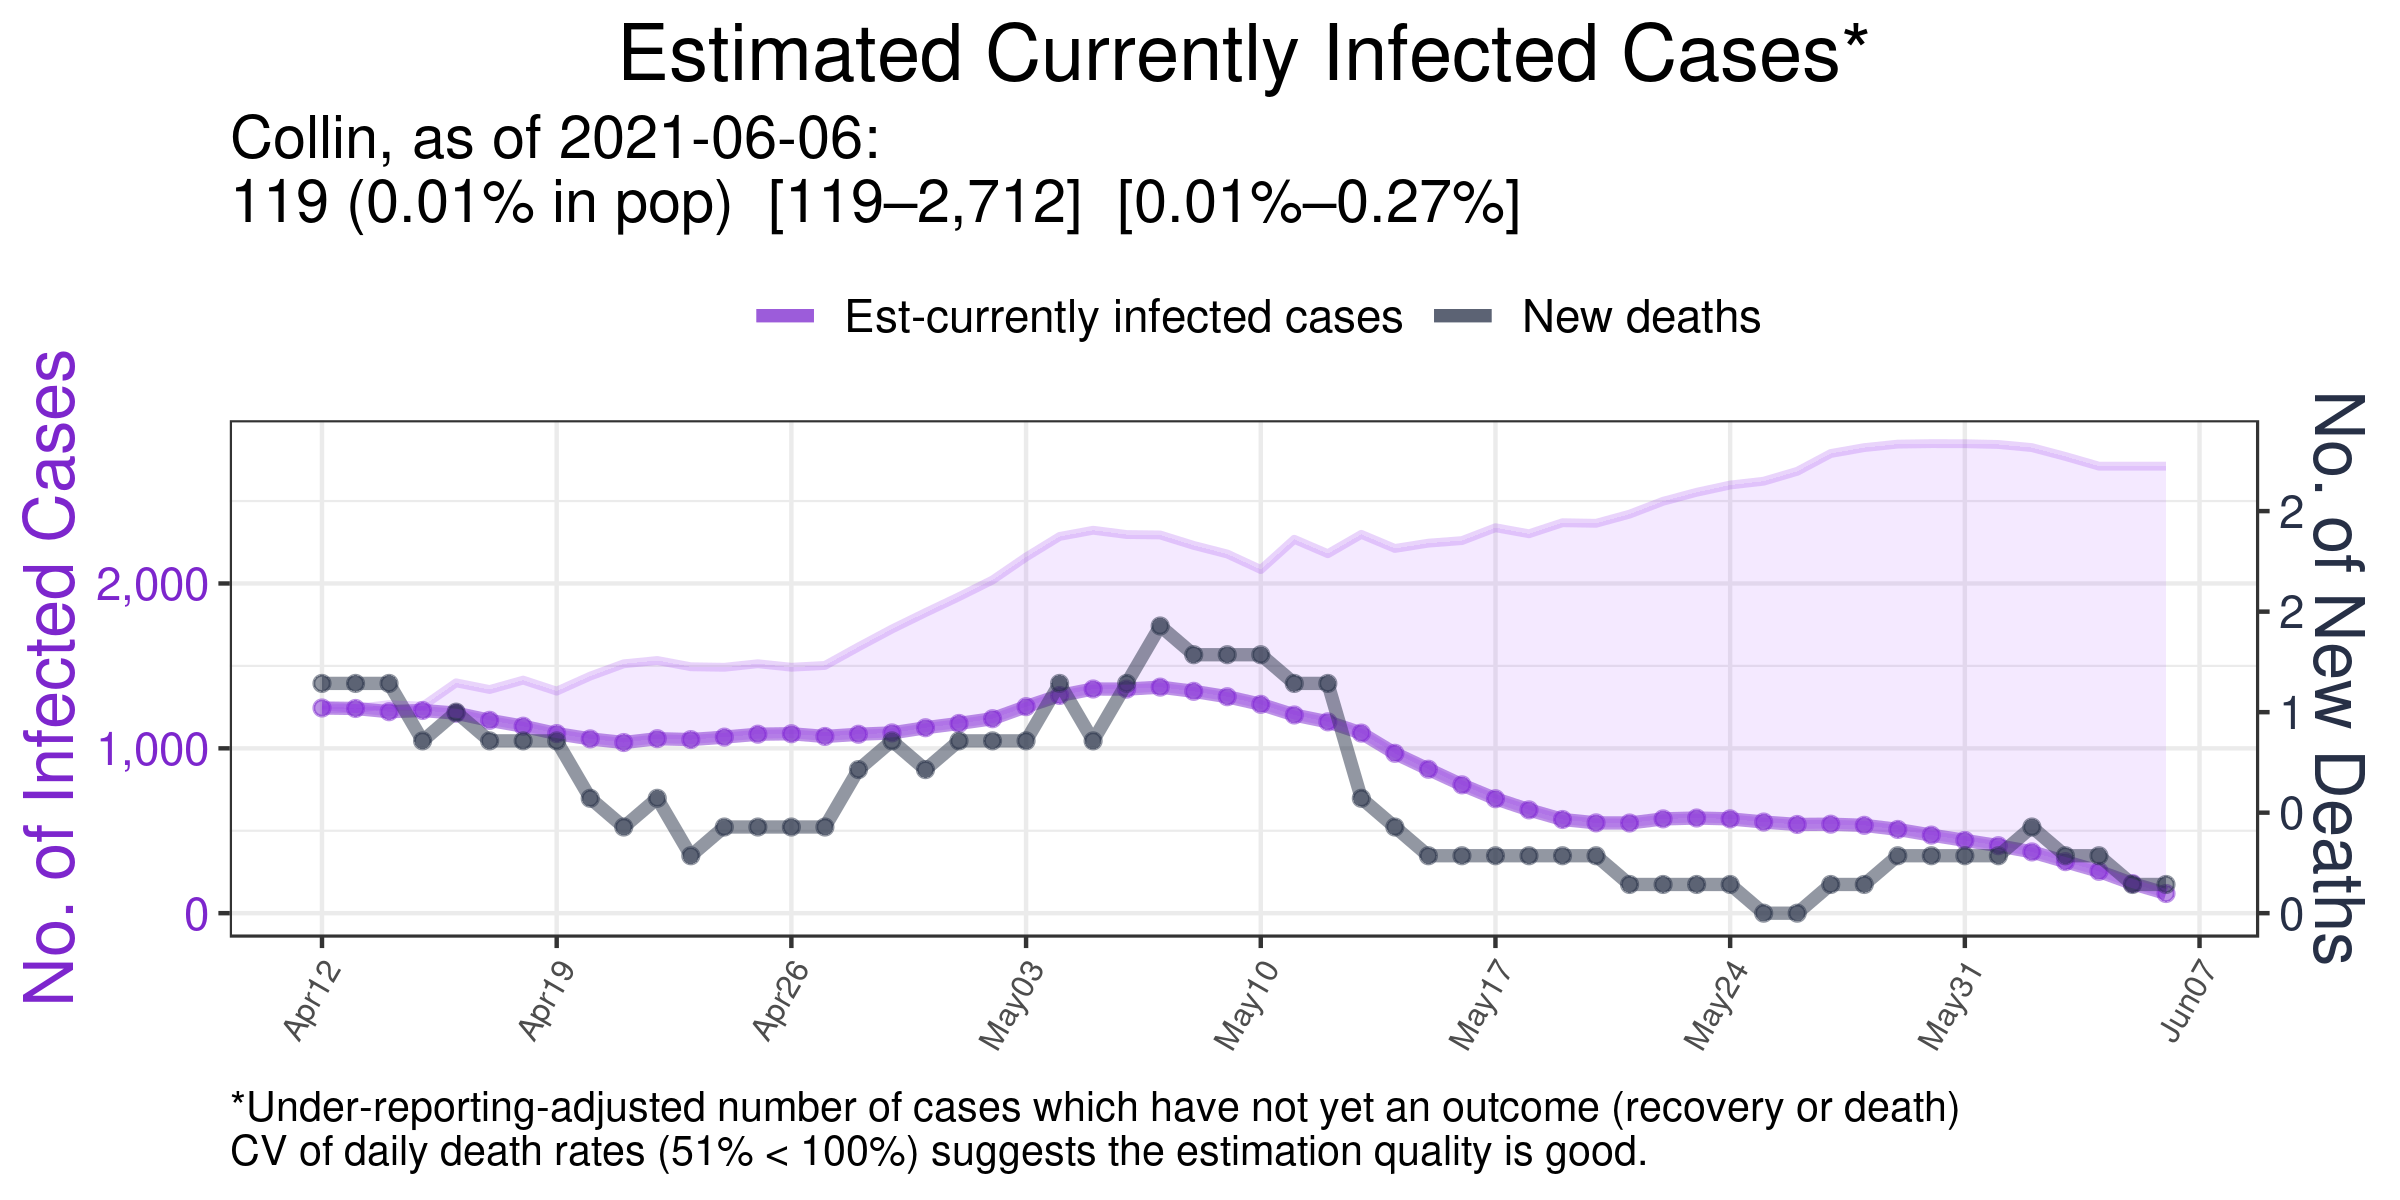 Estimated Currently Infected Cases*
Collin, as of 2021-06-06:
119 (0.01% in pop)  [119–2,712]  [0.01%–0.27%]
Est-currently infected cases
New deaths
No. of Infected Cases
2,000
1,000
0
No. of New Deaths
2
2
1
0
0
Apr12
Apr19
Apr26
May03
May10
May17
May24
May31
Jun07
*Under-reporting-adjusted number of cases which have not yet an outcome (recovery or death)
CV of daily death rates (51% < 100%) suggests the estimation quality is good.